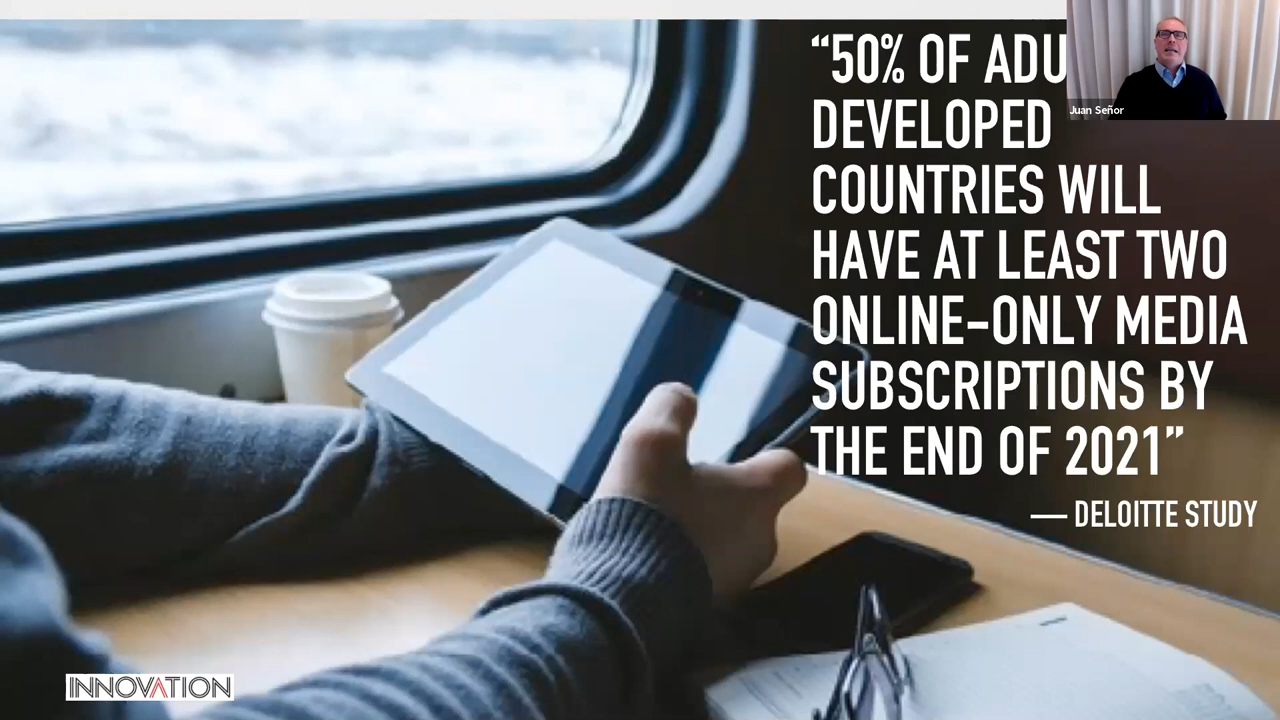 “50% OF ADU
DEVELOPED
COUNTRIES WILL
HAVE AT LEAST TWO
ONLINE-ONLY MEDIA
SUBSCRIPTIONS BY
THE END OF 2021”
— DELOITTE STUDY
Juan Señor
INNOVATION